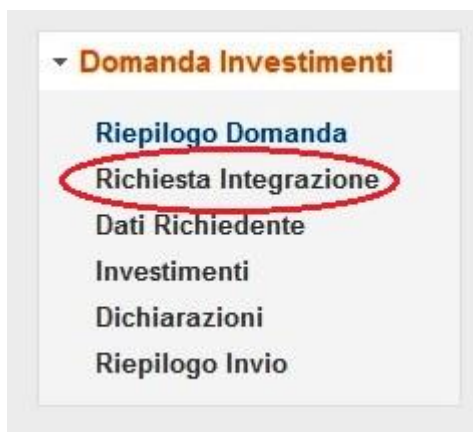 Domanda Investimenti
Riepilogo Domanda
Richiesta Integrazione
Dati Richiedente
Investimenti
Dichiarazioni
Riepilogo Invio